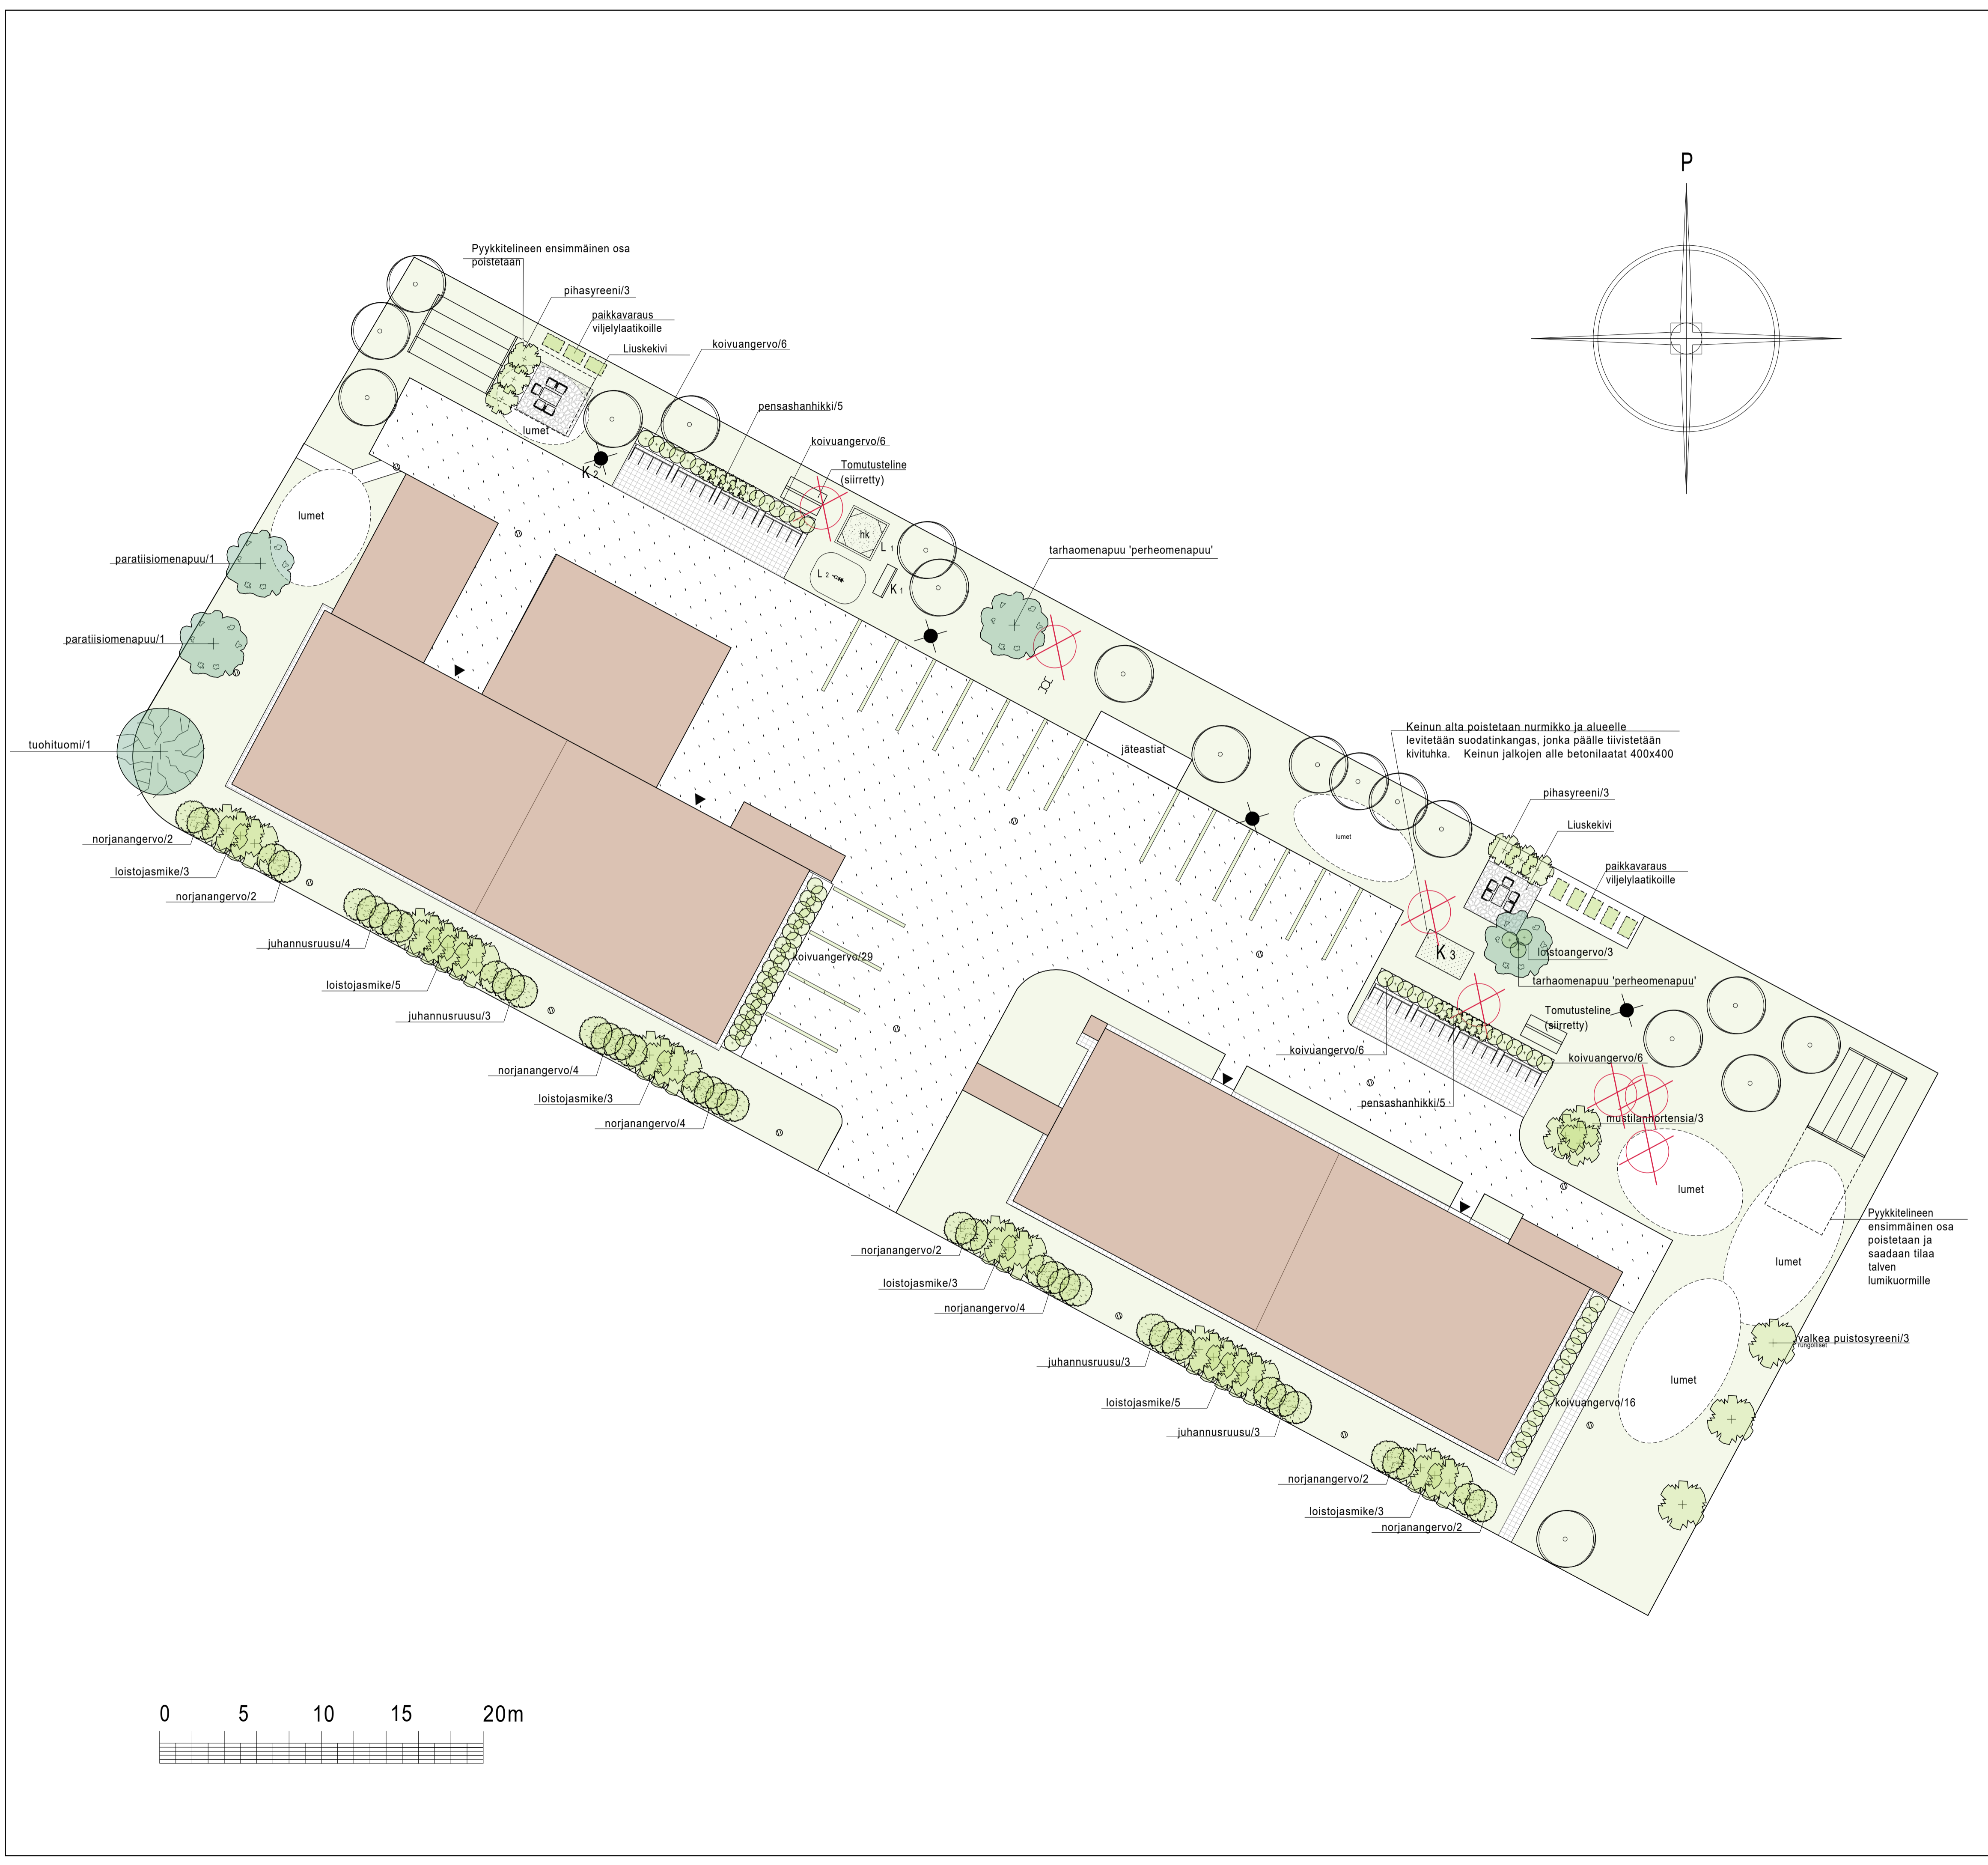 P
Pyykkitelineen ensimmäinen osa
poistetaan
pihasyreeni/3
paikkavaraus
viljelylaatikoille
Liuskekivi
koivuangervo/6
pensashanhikki/5
koivuangervo/6
Tomutusteline
(siirretty)
lumet
K 2
lumet
hk
L 1
L 2
K 1
tarhaomenapuu 'perheomenapuu'
paratiisiomenapuu/1
paratiisiomenapuu/1
tuohituomi/1
jäteastiat
Keinun alta poistetaan nurmikko ja alueelle
levitetään suodatinkangas, jonka päälle tiivistetään
kivituhka. Keinun jalkojen alle betonilaatat 400x400
pihasyreeni/3
Liuskekivi
lumet
paikkavaraus
viljelylaatikoille
norjanangervo/2
loistojasmike/3
norjanangervo/2
juhannusruusu/4
loistojasmike/5
juhannusruusu/3
koivuangervo/29
K 3
loistoangervo/3
tarhaomenapuu 'perheomenapuu'
Tomutusteline
(siirretty)
koivuangervo/6
koivuangervo/6
pensashanhikki/5
mustilanhortensia/3
norjanangervo/4
loistojasmike/3
norjanangervo/4
lumet
Pyykkitelineen
ensimmäinen osa
poistetaan ja
saadaan tilaa
talven
lumikuormille
lumet
norjanangervo/2
loistojasmike/3
norjanangervo/4
valkea puistosyreeni/3
rungolliset
juhannusruusu/3
loistojasmike/5
juhannusruusu/3
lumet
koivuangervo/16
norjanangervo/2
loistojasmike/3
norjanangervo/2
0 5 10 15 20m